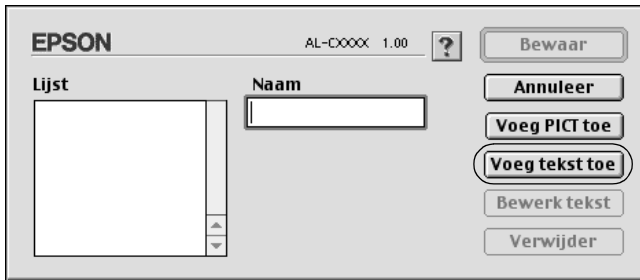 EPSON
AL-CXXXX 1.00
?
Bewaar
Lijst
Naam
Annuleer
Voeg PICT toe
Voeg tekst toe
Bewerk tekst
Verwijder